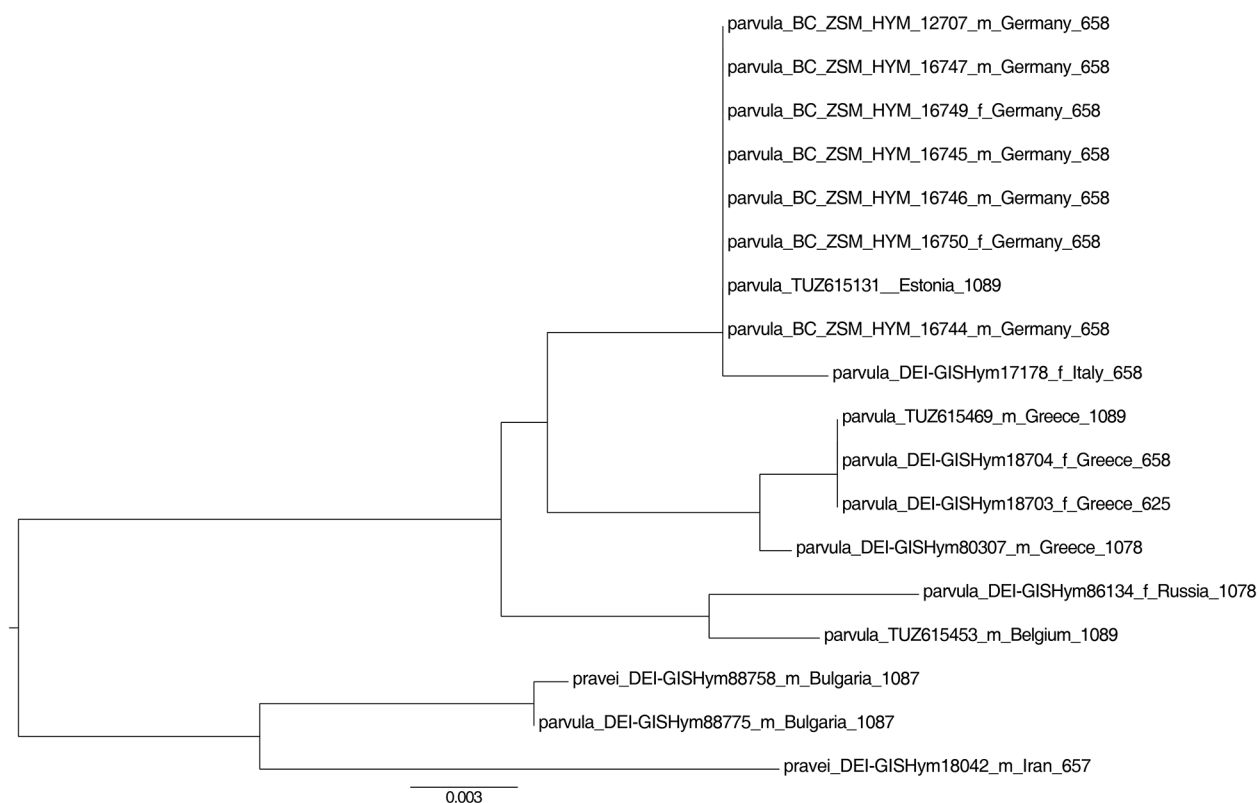 parvula_BC_ZSM_HYM_12707_m_Germany_658
parvula_BC_ZSM_HYM_16747_m_Germany_658
parvula_BC_ZSM_HYM_16749_f_Germany_658
parvula_BC_ZSM_HYM_16745_m_Germany_658
parvula_BC_ZSM_HYM_16746_m_Germany_658
parvula_BC_ZSM_HYM_16750_f_Germany_658
parvula_TUZ615131__Estonia_1089
parvula_BC_ZSM_HYM_16744_m_Germany_658
parvula_DEI-GISHym17178_f_Italy_658
parvula_TUZ615469_m_Greece_1089
parvula_DEI-GISHym18704_f_Greece_658
parvula_DEI-GISHym18703_f_Greece_625
parvula_DEI-GISHym80307_m_Greece_1078
parvula_DEI-GISHym86134_f_Russia_1078
parvula_TUZ615453_m_Belgium_1089
pravei_DEI-GISHym88758_m_Bulgaria_1087
parvula_DEI-GISHym88775_m_Bulgaria_1087
pravei_DEI-GISHym18042_m_Iran_657
0.003